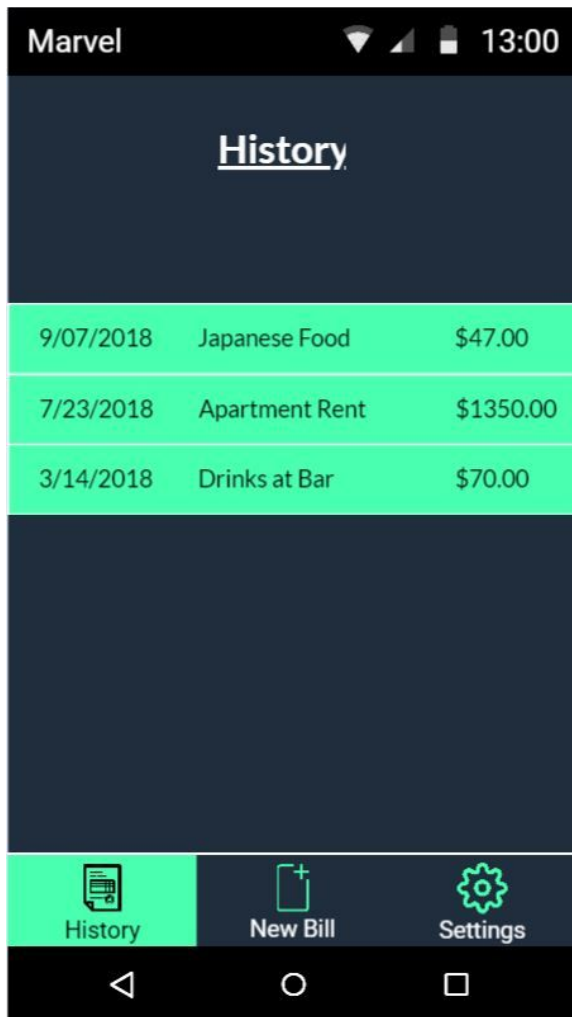 Marvel 13:00
History
9/07/2018 Japanese Food $47.00
7/23/2018 Apartment Rent $1350.00
3/14/2018 Drinks at Bar $70.00
History New Bill Settings